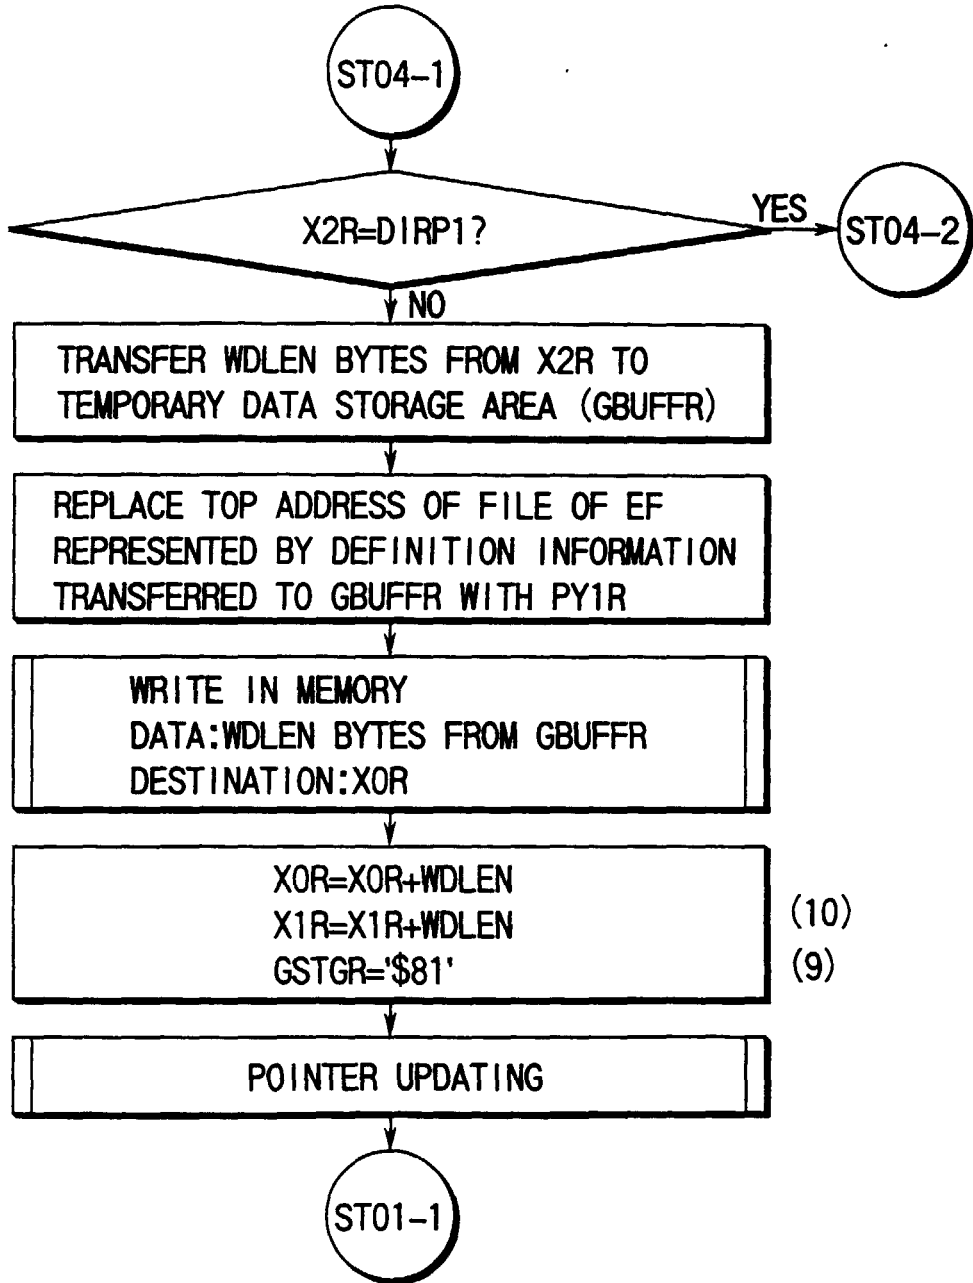 ST04-1
X2R=DIRP1?
YES
ST04-2
NO
TRANSFER WDLEN BYTES FROM X2R TO
TEMPORARY DATA STORAGE AREA (GBUFFR)
REPLACE TOP ADDRESS OF FILE OF EF
REPRESENTED BY DEFINITION INFORMATION
TRANSFERRED TO GBUFFR WITH PY1R
WRITE IN MEMORY
DATA:WDLEN BYTES FROM GBUFFR
DESTINATION:X0R
X0R=X0R+WDLEN
X1R=X1R+WDLEN
(10)
GSTGR='$81'
(9)
POINTER UPDATING
ST01-1